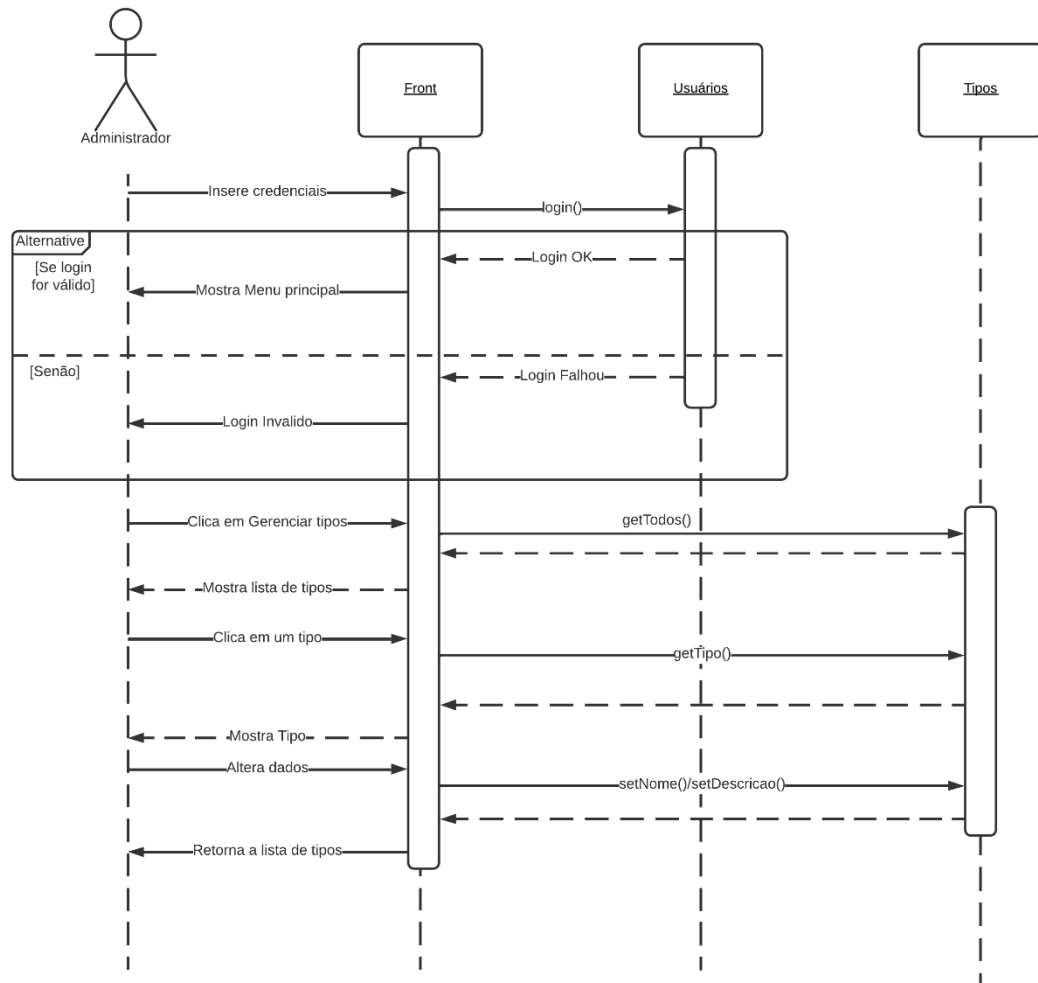 Front
Usuários
Tipos
Administrador
Insere credenciais
login()
Alternative
[Se login
for válido]
Login OK
Mostra Menu principal
[Senão]
Login Falhou
Login Invalido
Clica em Gerenciar tipos
getTodos()
Mostra lista de tipos
Clica em um tipo
getTipo()
Mostra Tipo
Altera dados
setNome()/setDescricao()
Retorna a lista de tipos